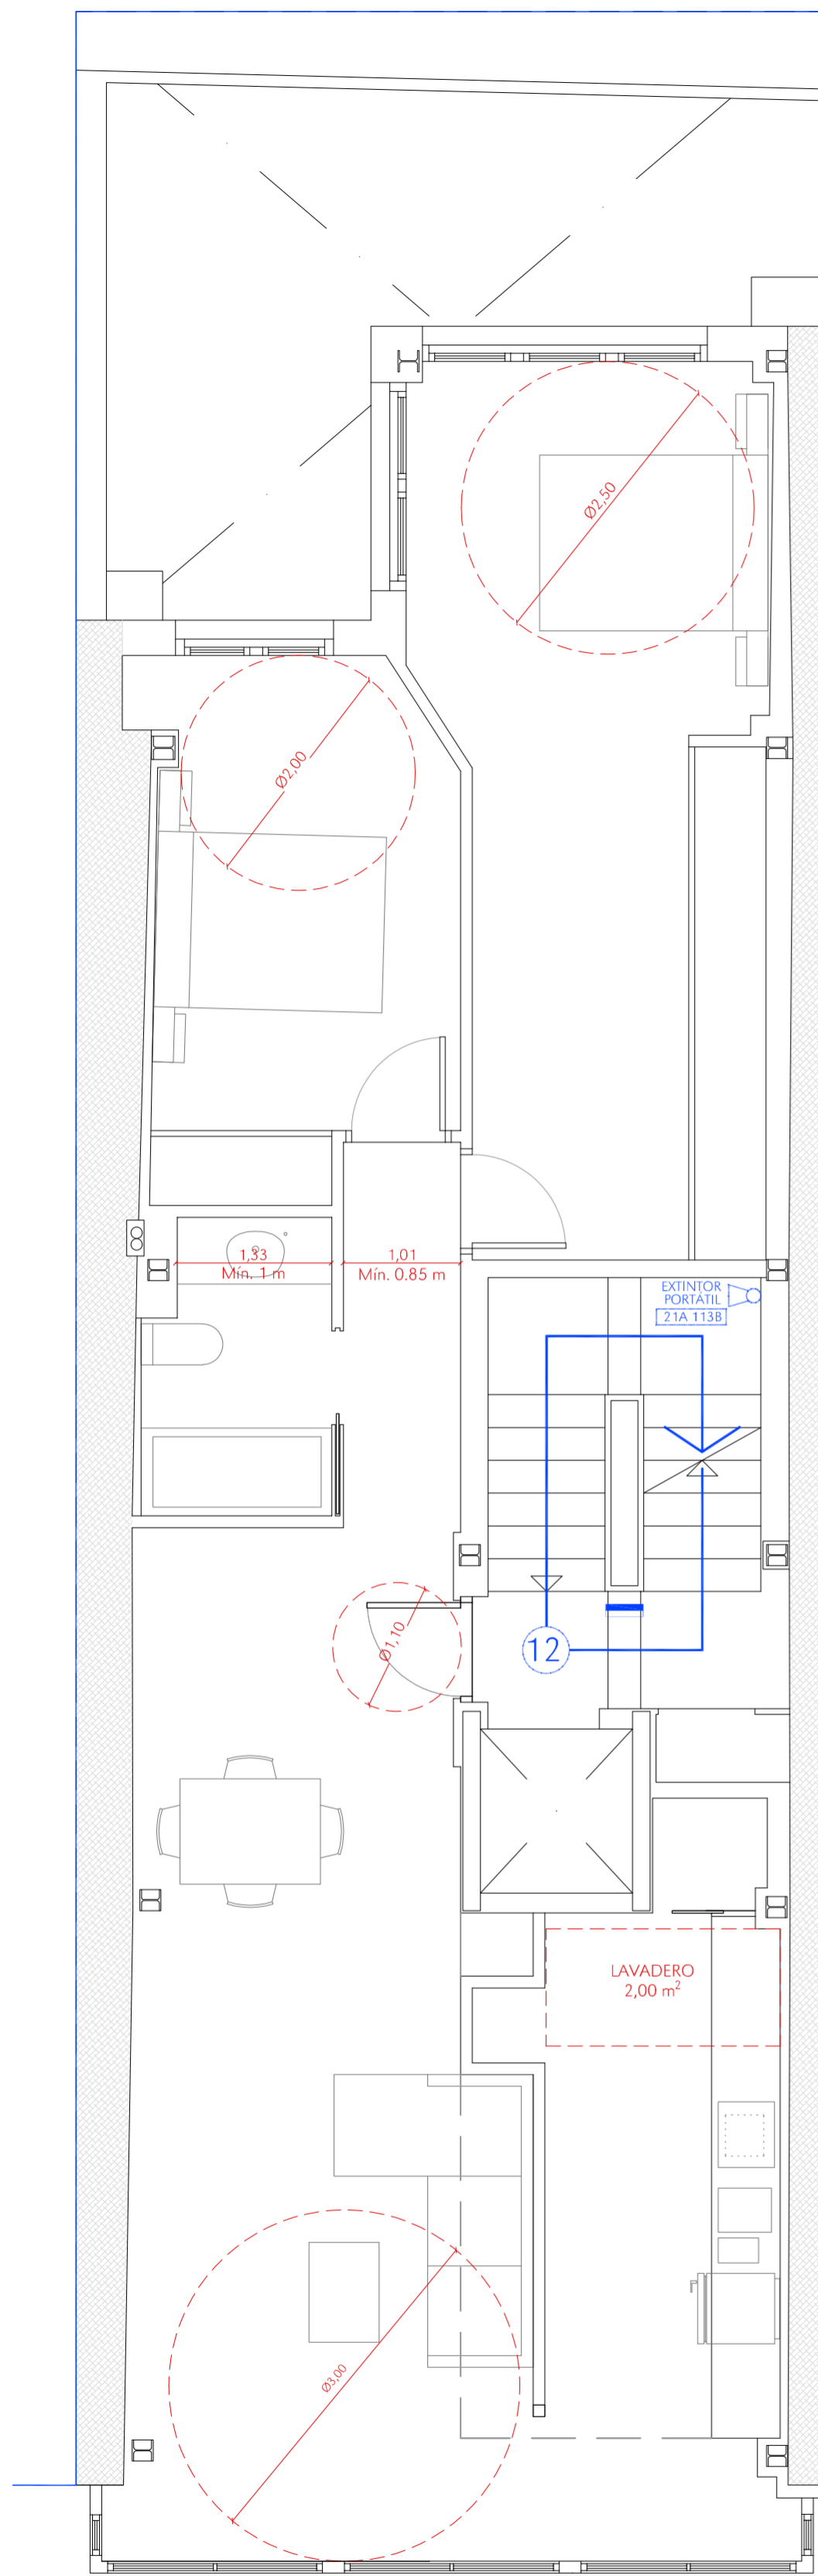 Ø2,50
Ø2,00
1,33
Mín. 1 m
1,01
Mín. 0.85 m
EXTINTOR
PORTÁTIL
21A 113B
Ø1,10
12
LAVADERO
2,00 m²
Ø3,00